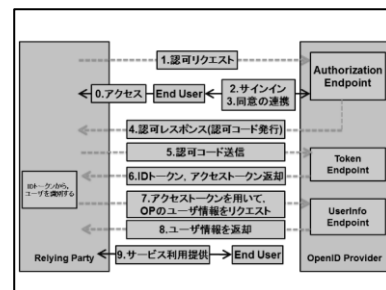 1.認可リクエスト
Authorization
Endpoint
0.アクセス
End User
2.サインイン
3.同意の連携
4.認可レスポンス(認可コード発行)
5.認可コード送信
Token
Endpoint
6.IDトークン, アクセストークン返却
IDトークンから、
ユーザを識別する
7.アクセストークンを用いて、
OPのユーザ情報をリクエスト
UserInfo
Endpoint
8.ユーザ情報を返却
Relying Party
9.サービス利用提供
End User
OpenID Provider